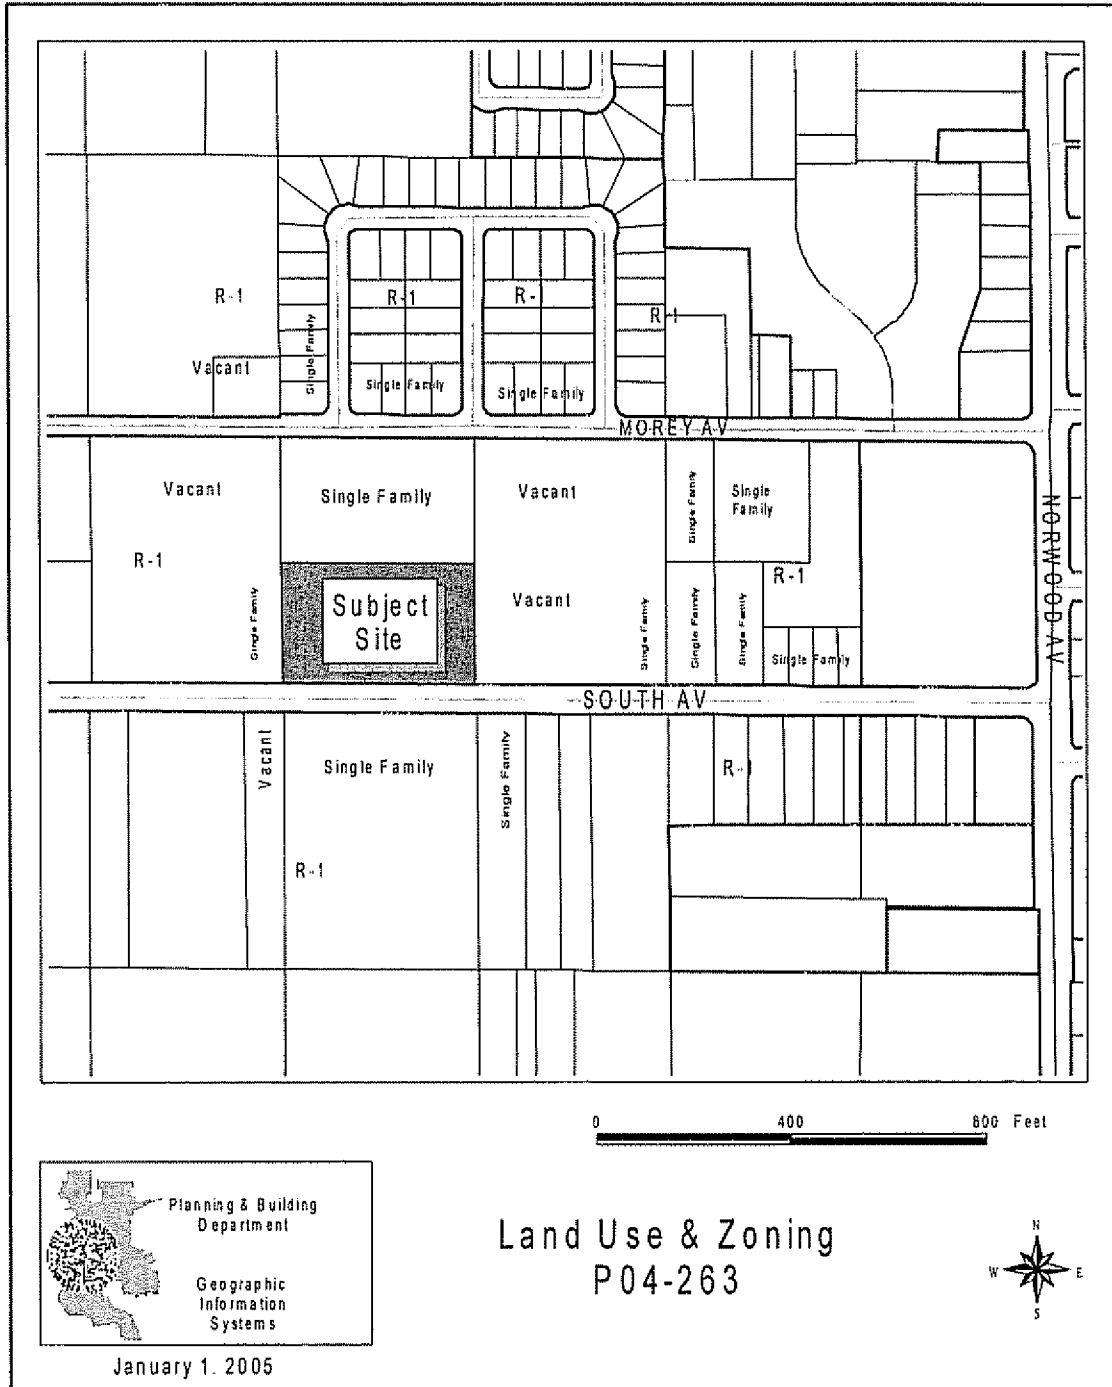 R-1
R-1
R-
R-1
Single Family
Vacant
Single Family
Single Family
MOREY AV
Vacant
Single Family
Vacant
Single Family
Single
Family
R-1
R-1
Single Family
Subject
Site
Vacant
Single Family
Single Family
Single Family
Single Family
NORWOOD AV
SOUTH AV
Vacant
Single Family
Single Family
R-1
R-1
0 400 800 Feet
Planning & Building
Department
Geographic
Information
Systems
Land Use & Zoning
P04-263
N
W E
S
January 1. 2005